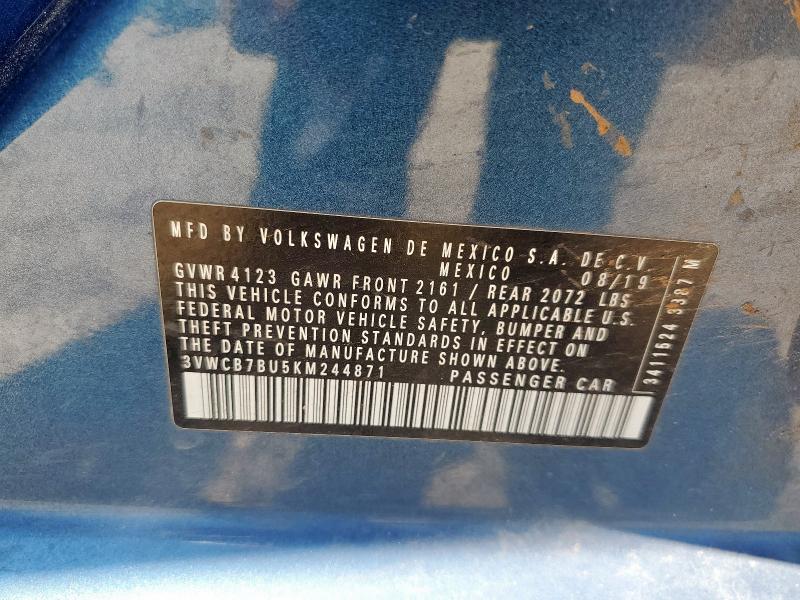 MFD BY VOLKSWAGEN DE MEXICO S.A. DE C.V.
MEXICO 08/19
GVWR 4123 GAWR FRONT 2161 / REAR 2072 LBS
THIS VEHICLE CONFORMS TO ALL APPLICABLE U.S.
FEDERAL MOTOR VEHICLE SAFETY, BUMPER AND
THEFT PREVENTION STANDARDS IN EFFECT ON
THE DATE OF MANUFACTURE SHOWN ABOVE.
3VWCB7BU5KM244871 PASSENGER CAR
3411524 3387 M